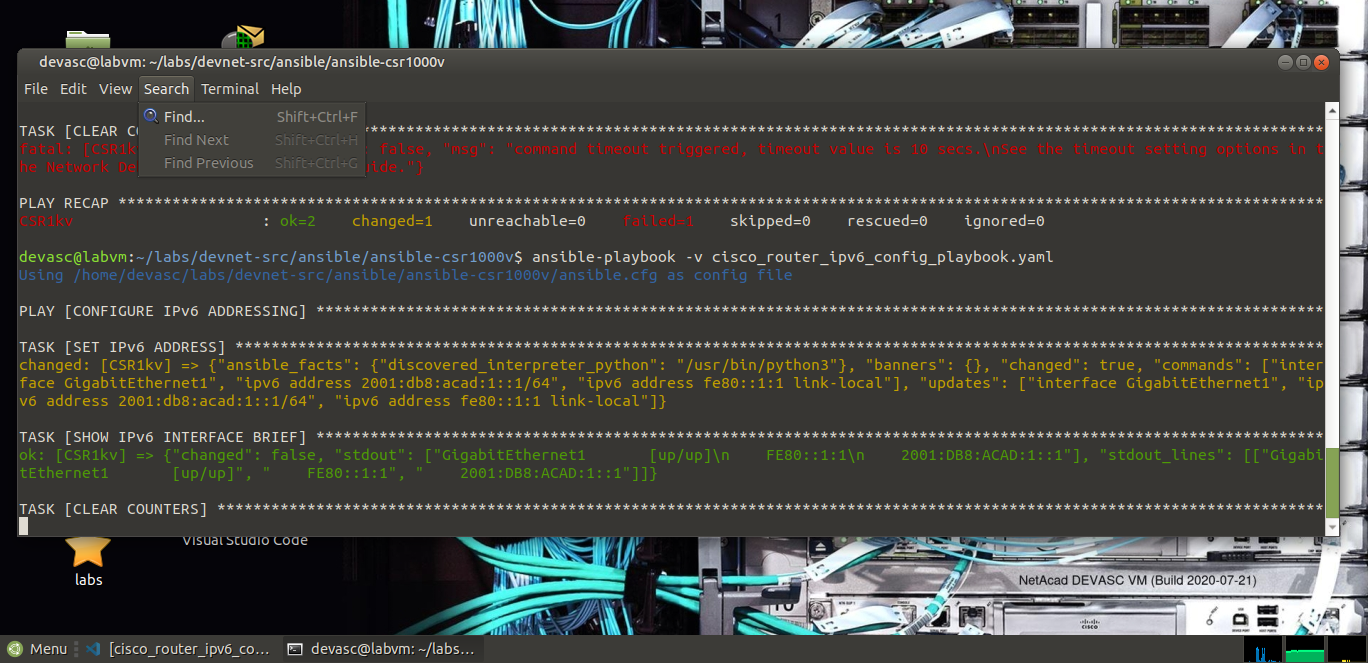 devasc@labvm: ~/labs/devnet-src/ansible/ansible-csr1000v
File Edit View Search Terminal Help
Find... Shift+Ctrl+F
Find Next Shift+Ctrl+H
Find Previous Shift+Ctrl+G
TASK [CLEAR CO **********************************************************************************************************
fatal: [CSR1k : false, "msg": "command timeout triggered, timeout value is 10 secs.\nSee the timeout setting options in t
he Network De ide."}
PLAY RECAP **************************************************************************************************************************************
CSR1kv : ok=2 changed=1 unreachable=0 failed=1 skipped=0 rescued=0 ignored=0
devasc@labvm:~/labs/devnet-src/ansible/ansible-csr1000v$ ansible-playbook -v cisco_router_ipv6_config_playbook.yaml
Using /home/devasc/labs/devnet-src/ansible/ansible-csr1000v/ansible.cfg as config file
PLAY [CONFIGURE IPv6 ADDRESSING] ****************************************************************************************************************
TASK [SET IPv6 ADDRESS] *************************************************************************************************************************
changed: [CSR1kv] => {"ansible_facts": {"discovered_interpreter_python": "/usr/bin/python3"}, "banners": {}, "changed": true, "commands": ["inter
face GigabitEthernet1", "ipv6 address 2001:db8:acad:1::1/64", "ipv6 address fe80::1:1 link-local"], "updates": ["interface GigabitEthernet1", "ip
v6 address 2001:db8:acad:1::1/64", "ipv6 address fe80::1:1 link-local"]}
TASK [SHOW IPv6 INTERFACE BRIEF] ****************************************************************************************************************
ok: [CSR1kv] => {"changed": false, "stdout": ["GigabitEthernet1       [up/up]\n    FE80::1:1\n    2001:DB8:ACAD:1::1"], "stdout_lines": [["Gigabi
tEthernet1       [up/up]", "    FE80::1:1", "    2001:DB8:ACAD:1::1"]]}
TASK [CLEAR COUNTERS] ***************************************************************************************************************************
Visual Studio Code
labs
NetAcad DEVASC VM (Build 2020-07-21)
CISCO
Menu [cisco_router_ipv6_co... devasc@labvm: ~/labs...